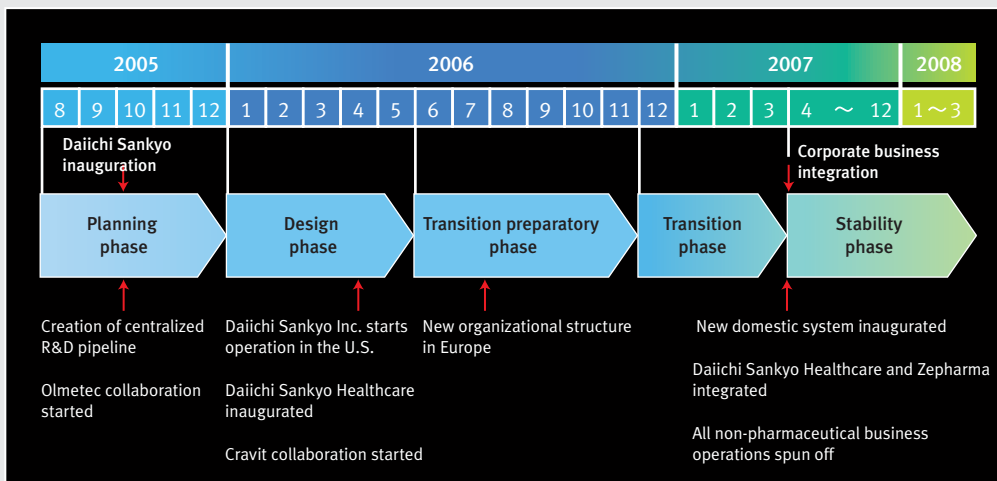 2005 2006 2007 2008
8 9 10 11 12 1 2 3 4 5 6 7 8 9 10 11 12 1 2 3 4 ~ 12 1~3
Daiichi Sankyo
inauguration
Corporate business
integration
Planning
phase
Design
phase
Transition preparatory
phase
Transition
phase
Stability
phase
Creation of centralized
R&D pipeline
Olmetec collaboration
started
Daiichi Sankyo Inc. starts
operation in the U.S.
Daiichi Sankyo Healthcare
inaugurated
Cravit collaboration started
New organizational structure
in Europe
New domestic system inaugurated
Daiichi Sankyo Healthcare and Zepharma
integrated
All non-pharmaceutical business
operations spun off